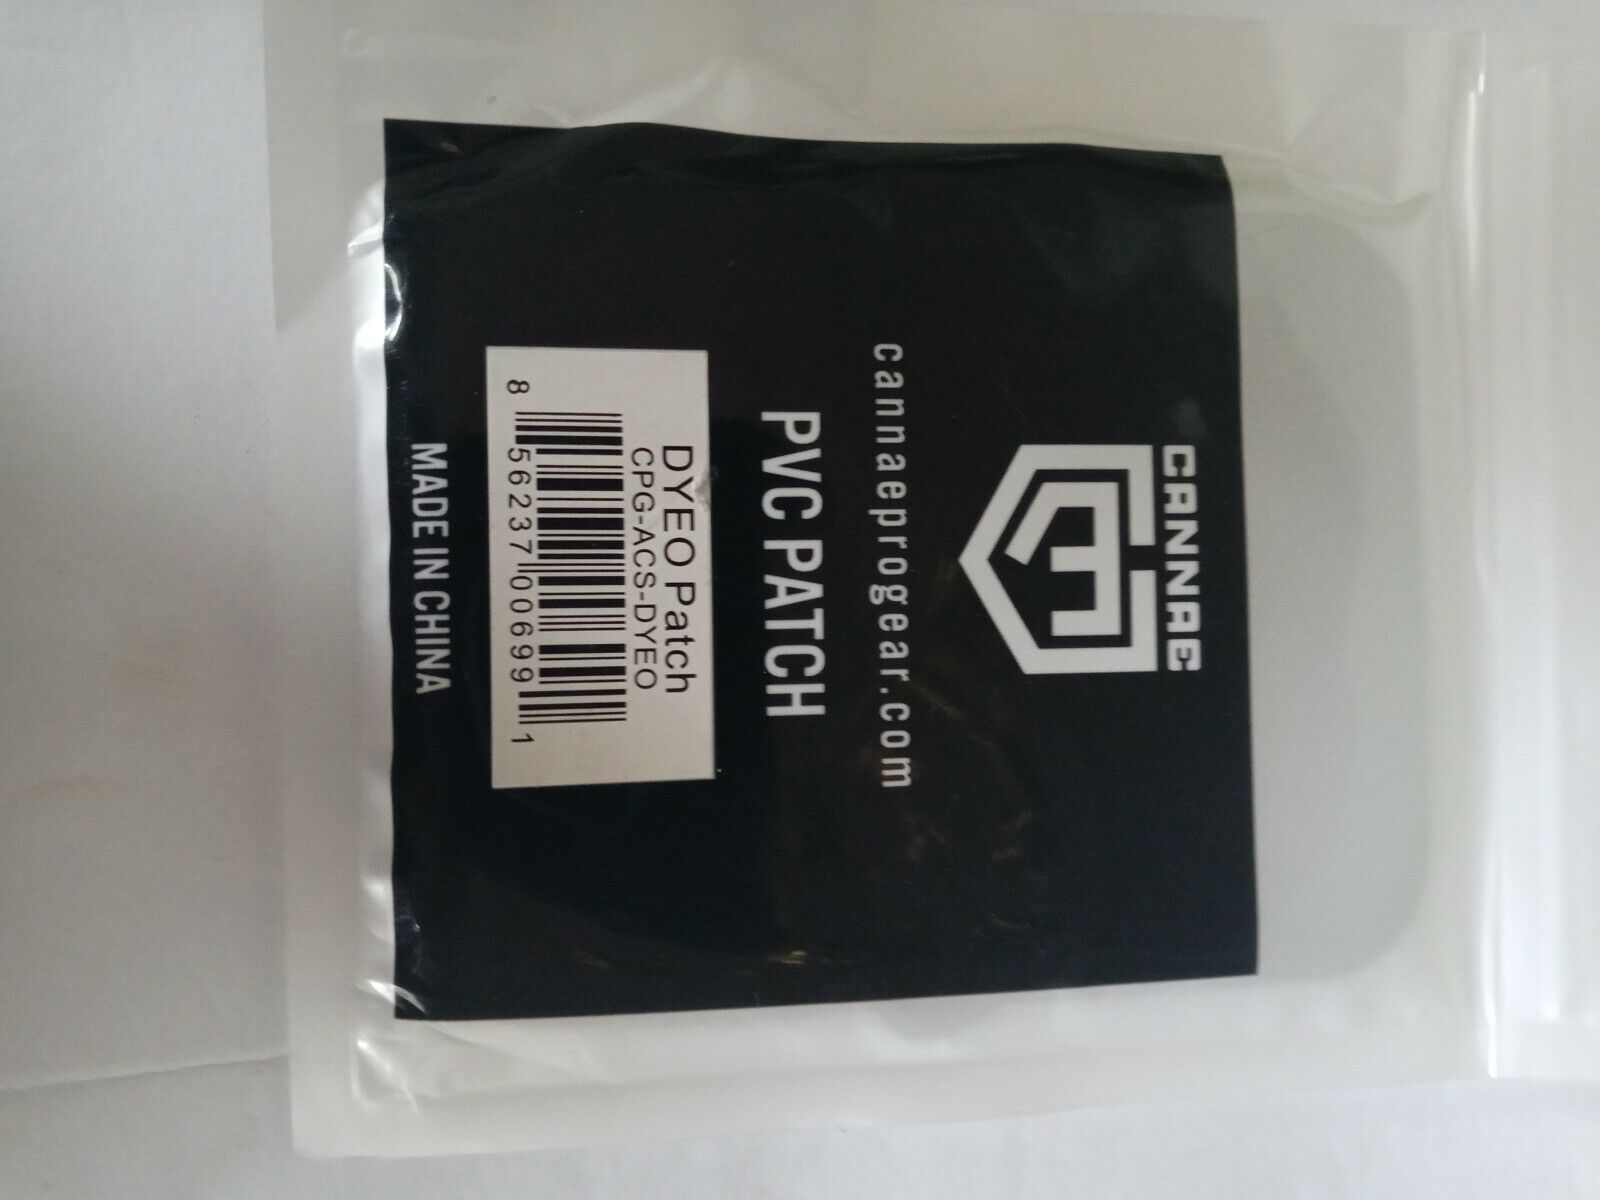 CANNAE
cannaeprogear.com
PVC PATCH
DYEO Patch
CPG-ACS-DYEO
8 56237 00699 1
MADE IN CHINA